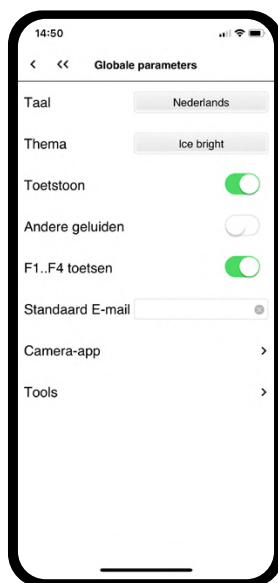 14:50
< << Globale parameters
Taal Nederlands
Thema Ice bright
Toetstoon
Andere geluiden
F1..F4 toetsen
Standaard E-mail
Camera-app >
Tools >